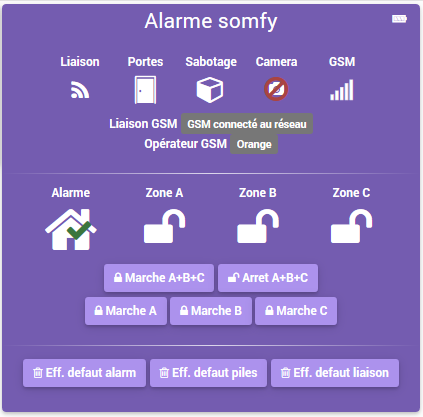 Alarme somfy
Liaison Portes Sabotage Camera GSM
Liaison GSM GSM connecté au réseau
Opérateur GSM Orange
Alarme Zone A Zone B Zone C
Marche A+B+C Arret A+B+C
Marche A Marche B Marche C
Eff. defaut alarm Eff. defaut piles Eff. defaut liaison